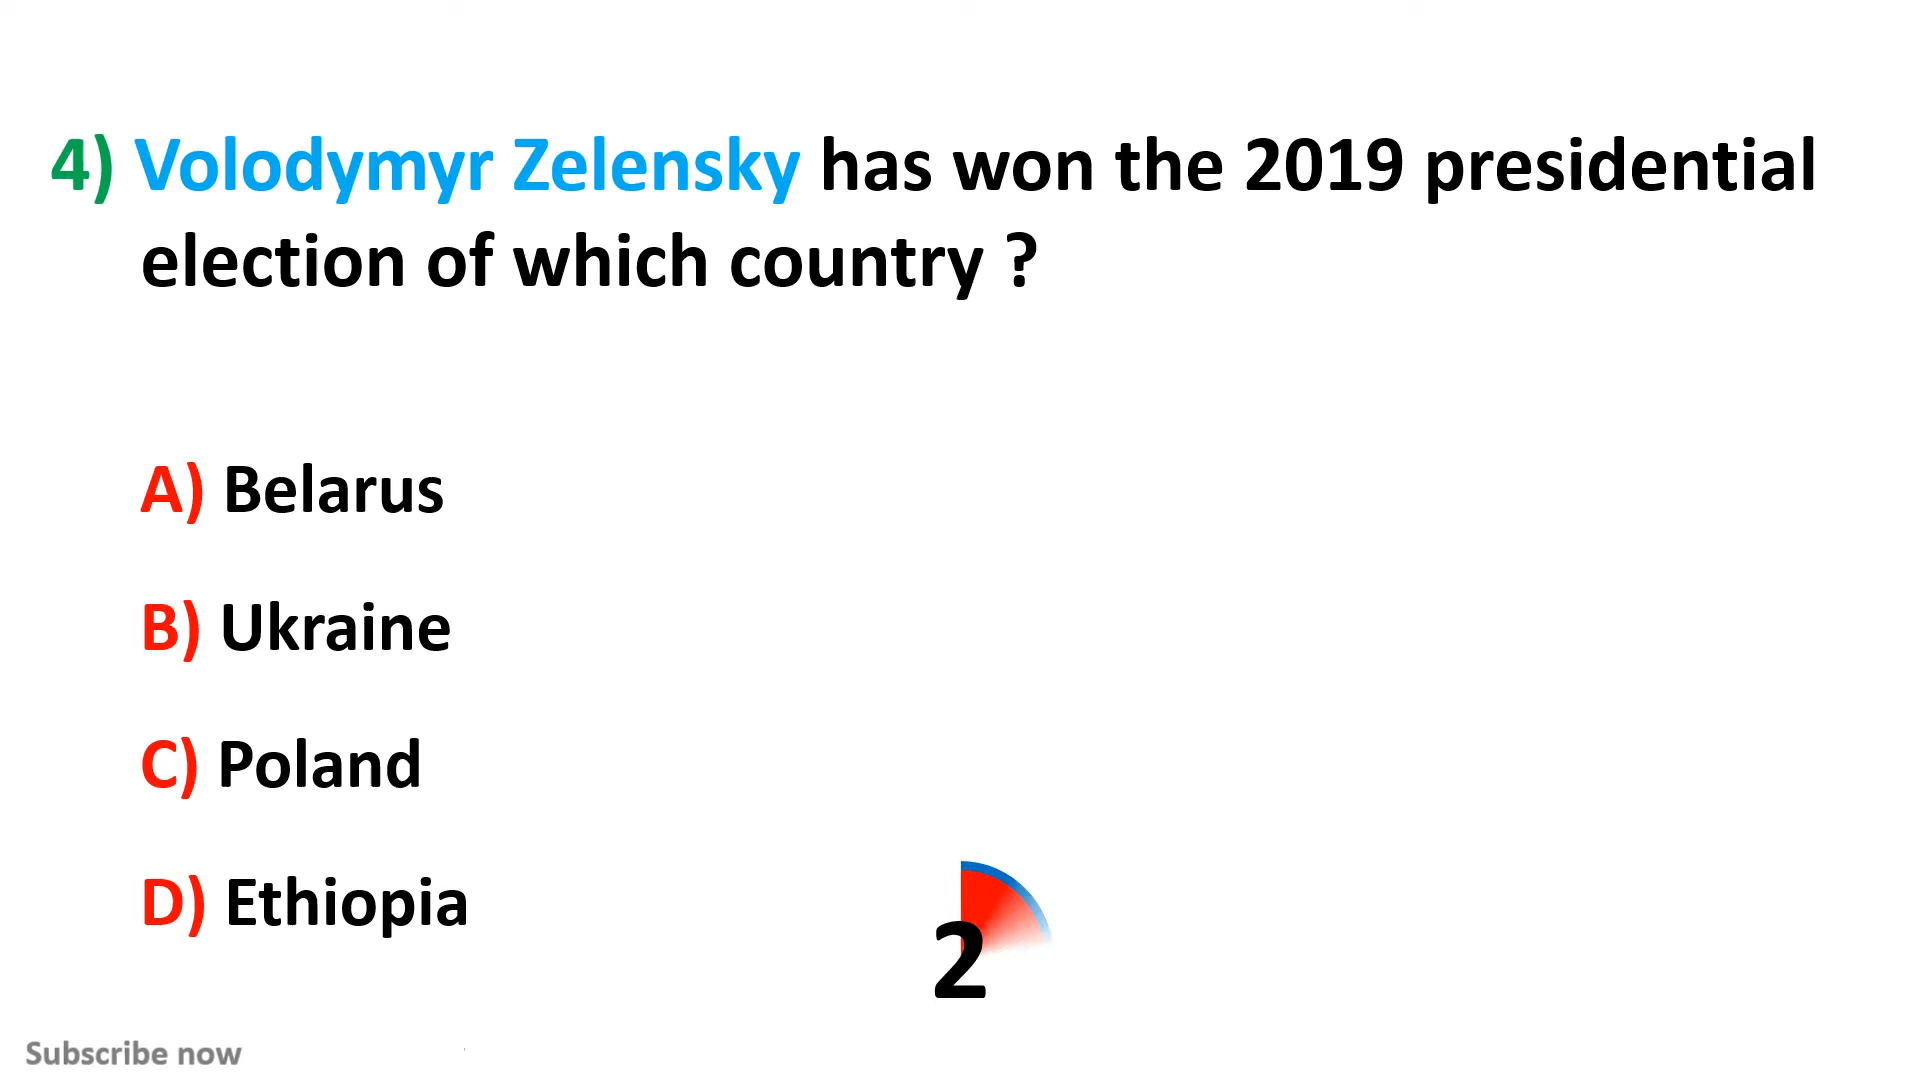 4) Volodymyr Zelensky has won the 2019 presidential
election of which country ?
A) Belarus
B) Ukraine
C) Poland
D) Ethiopia
2
Subscribe now